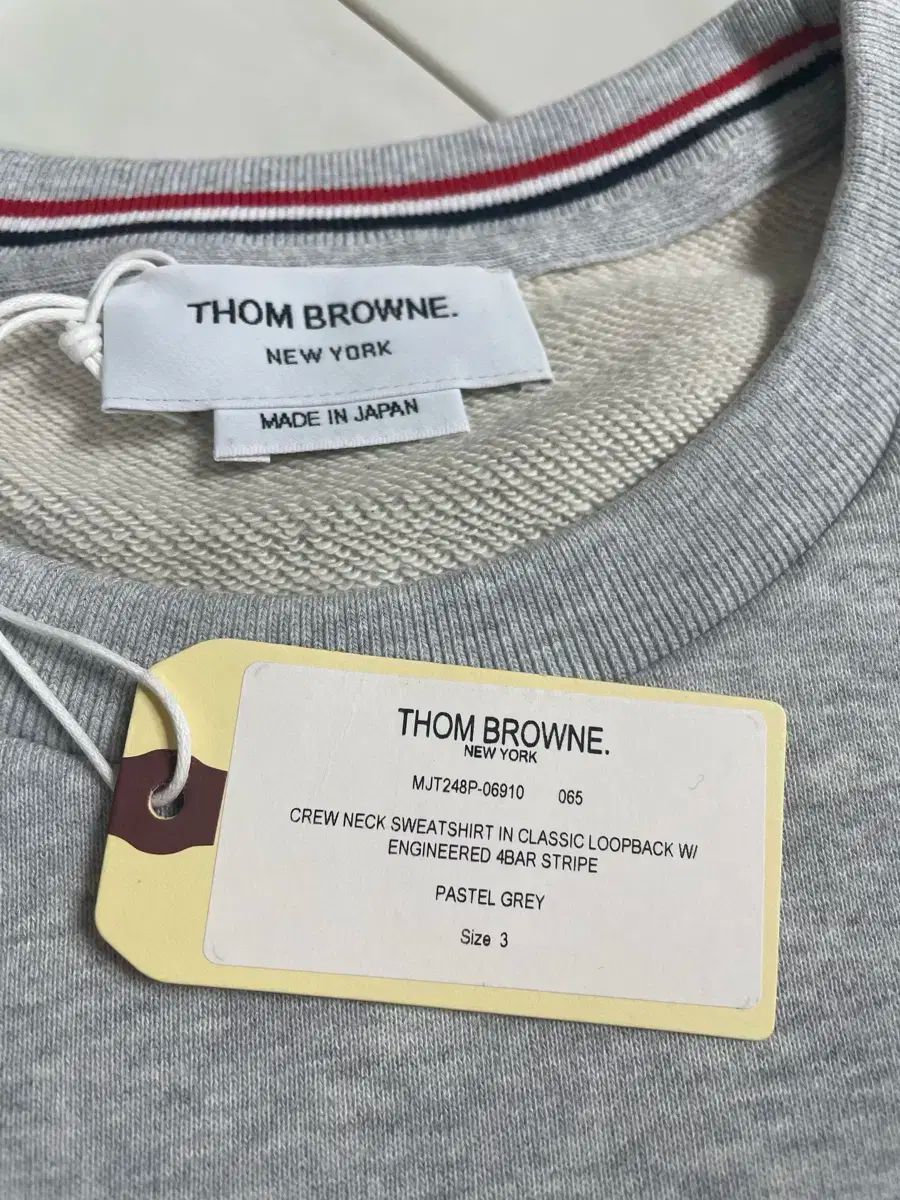 THOM BROWNE.
NEW YORK
MADE IN JAPAN
THOM BROWNE.
NEW YORK
MJT248P-06910 065
CREW NECK SWEATSHIRT IN CLASSIC LOOPBACK W/
ENGINEERED 4BAR STRIPE
PASTEL GREY
Size 3